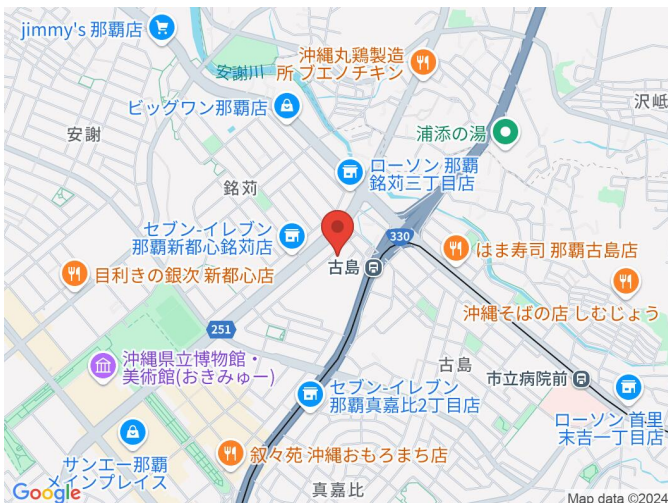 jimmy's 那覇店
沖縄丸鶏製造
所 ブエノチキン
安謝川
沢岻
ビッグワン那覇店
安謝
浦添の湯
ローソン 那覇
銘苅三丁目店
銘苅
セブン-イレブン
那覇新都心銘苅店
330
はま寿司 那覇古島店
目利きの銀次 新都心店
古島
沖縄そばの店 しむじょう
251
沖縄県立博物館・
美術館(おきみゅー)
古島
市立病院前
セブン-イレブン
那覇真嘉比2丁目店
ローソン 首里
末吉一丁目店
サンエー那覇
メインプレイス
叙々苑 沖縄おもろまち店
真嘉比
Google
Map data ©2024